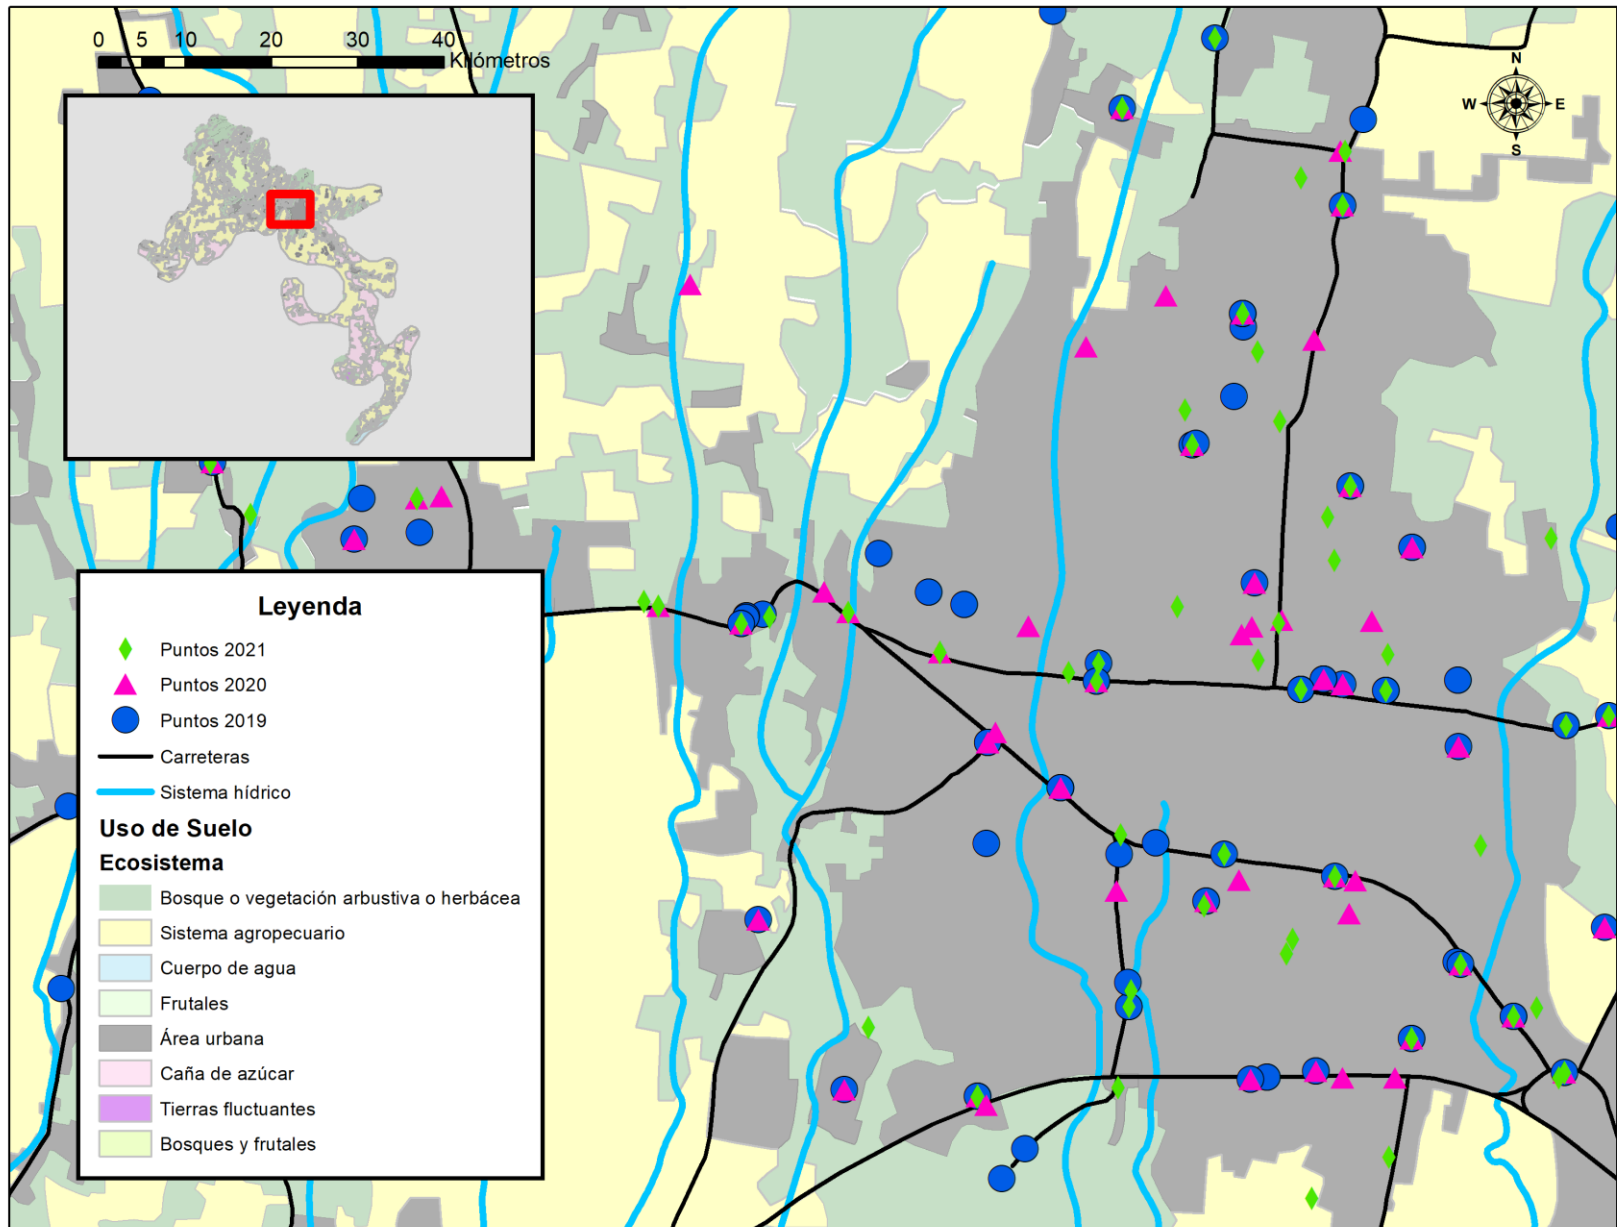 0 5 10 20 30 40
Kilómetros
N
W E
S
Leyenda
Puntos 2021
Puntos 2020
Puntos 2019
Carreteras
Sistema hídrico
Uso de Suelo
Ecosistema
Bosque o vegetación arbustiva o herbácea
Sistema agropecuario
Cuerpo de agua
Frutales
Área urbana
Caña de azúcar
Tierras fluctuantes
Bosques y frutales